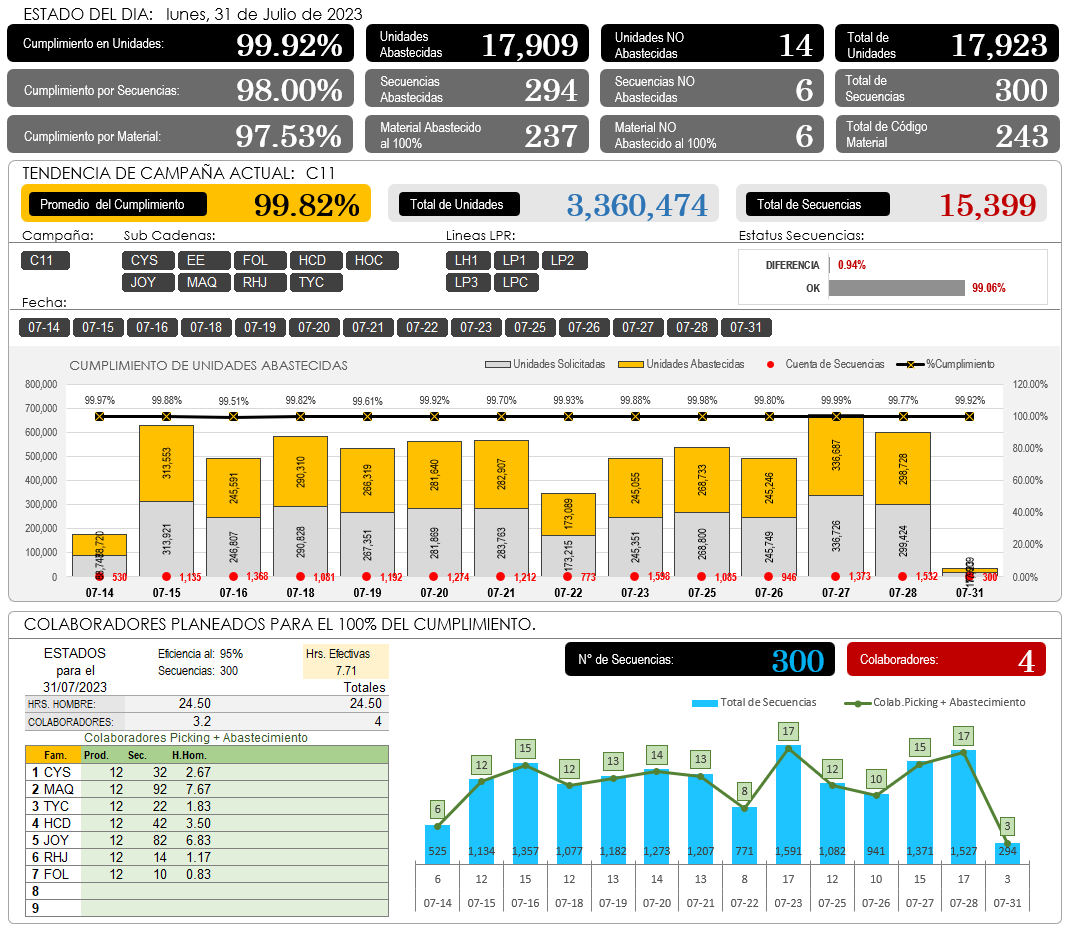 ESTADO DEL DIA: lunes, 31 de Julio de 2023
Cumplimiento en Unidades: 99.92%
Unidades Abastecidas 17,909
Unidades NO Abastecidas 14
Total de Unidades 17,923
Cumplimiento por Secuencias: 98.00%
Secuencias Abastecidas 294
Secuencias NO Abastecidas 6
Total de Secuencias 300
Cumplimiento por Material: 97.53%
Material Abastecido al 100% 237
Material NO Abastecido al 100% 6
Total de Código Material 243
TENDENCIA DE CAMPAÑA ACTUAL: C11
Promedio del Cumplimiento 99.82%
Total de Unidades 3,360,474
Total de Secuencias 15,399
Campaña: Sub Cadenas: Lineas LPR: Estatus Secuencias:
C11 CYS EE FOL HCD HOC LH1 LP1 LP2
JOY MAQ RHJ TYC LP3 LPC
DIFERENCIA 0.94%
OK 99.06%
Fecha:
07-14 07-15 07-16 07-18 07-19 07-20 07-21 07-22 07-23 07-25 07-26 07-27 07-28 07-31
CUMPLIMIENTO DE UNIDADES ABASTECIDAS
Unidades Solicitadas Unidades Abastecidas Cuenta de Secuencias %Cumplimiento
800,000
700,000
600,000
500,000
400,000
300,000
200,000
100,000
0
120.00%
100.00%
80.00%
60.00%
40.00%
20.00%
0.00%
99.97% 99.88% 99.51% 99.82% 99.61% 99.92% 99.70% 99.93% 99.88% 99.98% 99.80% 99.99% 99.77% 99.92%
313,553 245,591 290,310 266,319 281,640 282,907 173,089 245,055 268,733 245,246 336,687 298,728
313,921 246,807 290,828 267,351 281,869 283,763 173,215 245,351 268,800 245,749 336,726 299,424
530 1,135 1,368 1,081 1,192 1,274 1,212 773 1,598 1,085 946 1,373 1,532 300
07-14 07-15 07-16 07-18 07-19 07-20 07-21 07-22 07-23 07-25 07-26 07-27 07-28 07-31
COLABORADORES PLANEADOS PARA EL 100% DEL CUMPLIMIENTO.
ESTADOS
para el
31/07/2023
Eficiencia al: 95%
Secuencias: 300
Hrs. Efectivas
7.71
Totales
HRS. HOMBRE: 24.50 24.50
COLABORADORES: 3.2 4
Colaboradores Picking + Abastecimiento
Fam. Prod. Sec. H.Hom.
1 CYS 12 32 2.67
2 MAQ 12 92 7.67
3 TYC 12 22 1.83
4 HCD 12 42 3.50
5 JOY 12 82 6.83
6 RHJ 12 14 1.17
7 FOL 12 10 0.83
8
9
N° de Secuencias: 300
Colaboradores: 4
Total de Secuencias Colab.Picking + Abastecimiento
6 12 15 12 13 14 13 8 17 12 10 15 17 3
525 1,134 1,357 1,077 1,182 1,273 1,207 771 1,591 1,082 941 1,371 1,527 294
6 12 15 12 13 14 13 8 17 12 10 15 17 3
07-14 07-15 07-16 07-18 07-19 07-20 07-21 07-22 07-23 07-25 07-26 07-27 07-28 07-31